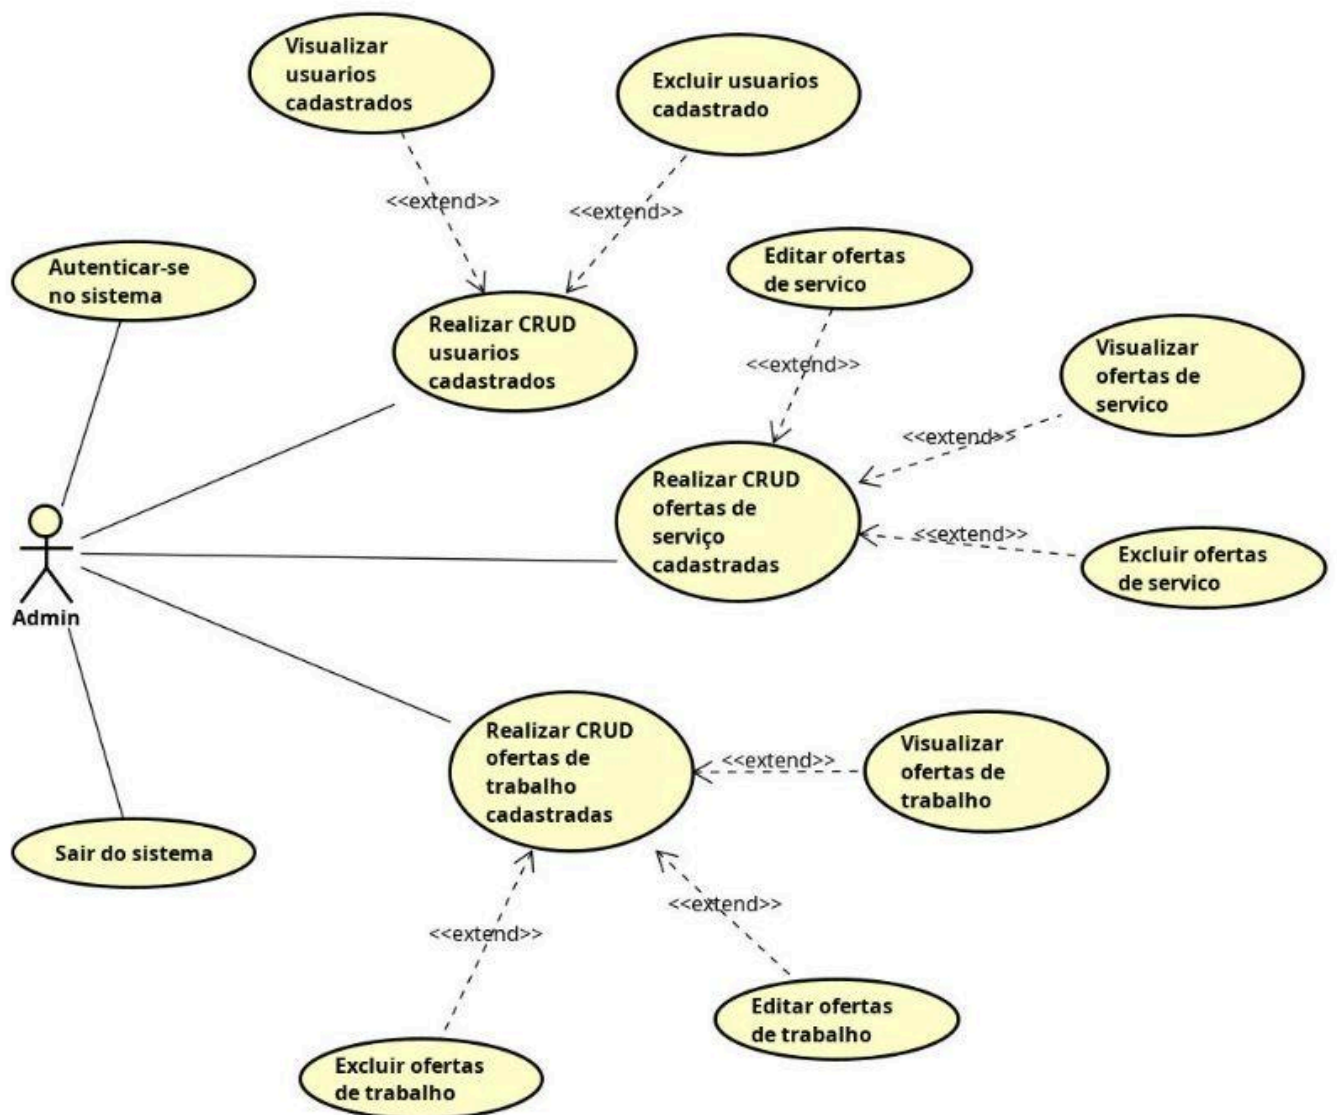 Visualizar
usuarios
cadastrados
Excluir usuarios
cadastrado
<<extend>>
<<extend>>
Autenticar-se
no sistema
Editar ofertas
de servico
Realizar CRUD
usuarios
cadastrados
<<extend>>
Visualizar
ofertas de
servico
<<extend>>
Realizar CRUD
ofertas de
serviço
cadastradas
<<extend>>
Excluir ofertas
de servico
Admin
Realizar CRUD
ofertas de
trabalho
cadastradas
<<extend>>
Visualizar
ofertas de
trabalho
Sair do sistema
<<extend>>
<<extend>>
Editar ofertas
de trabalho
Excluir ofertas
de trabalho